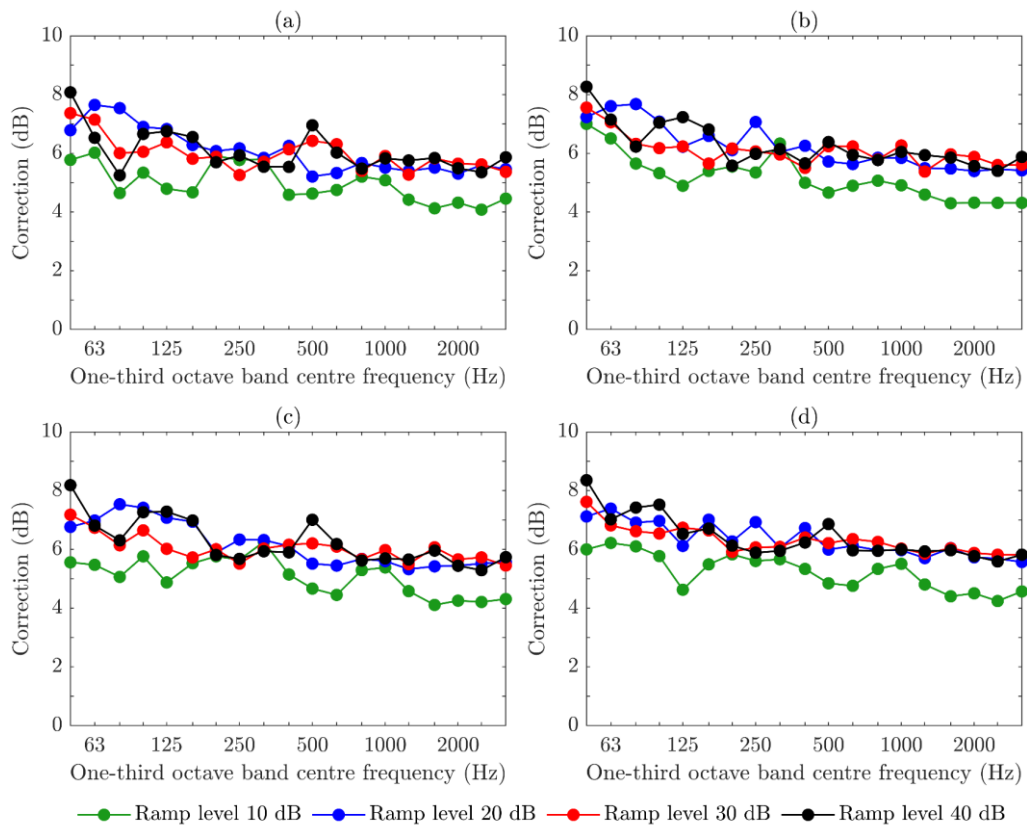 (a)
10
8
6
4
2
0
Correction (dB)
63 125 250 500 1000 2000
One-third octave band centre frequency (Hz)
(b)
10
8
6
4
2
0
Correction (dB)
63 125 250 500 1000 2000
One-third octave band centre frequency (Hz)
(c)
10
8
6
4
2
0
Correction (dB)
63 125 250 500 1000 2000
One-third octave band centre frequency (Hz)
(d)
10
8
6
4
2
0
Correction (dB)
63 125 250 500 1000 2000
One-third octave band centre frequency (Hz)
Ramp level 10 dB Ramp level 20 dB Ramp level 30 dB Ramp level 40 dB